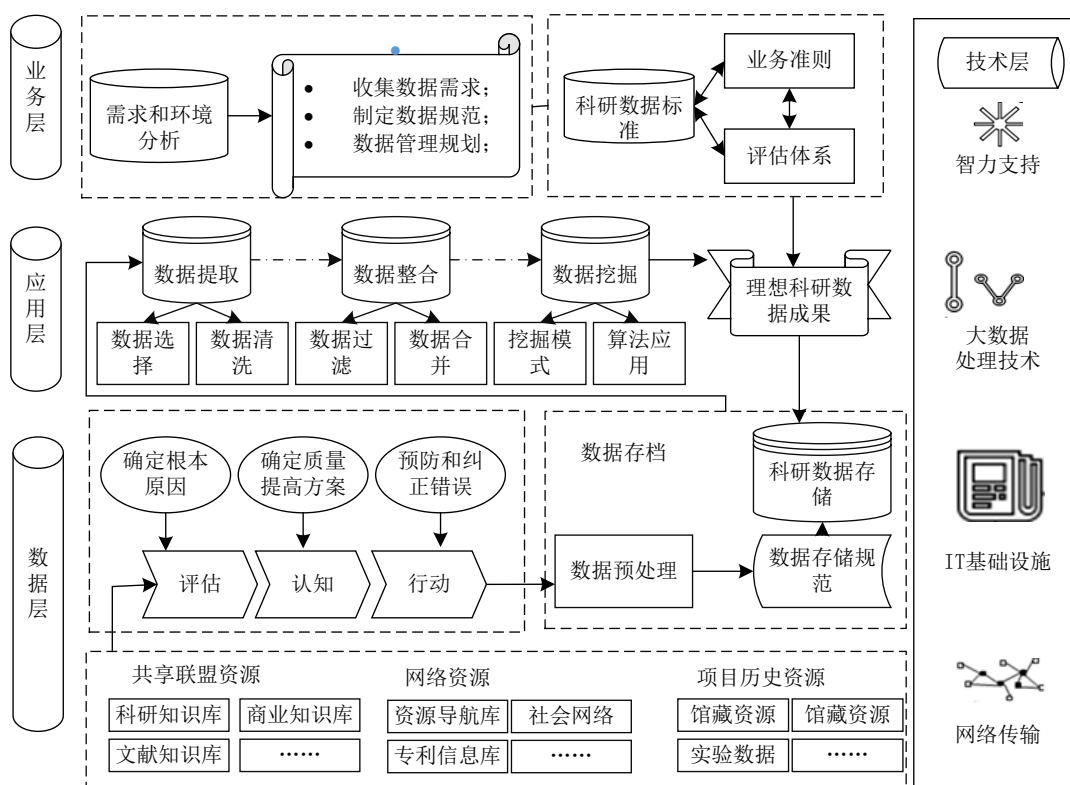 业务层
需求和环境
分析
● 收集数据需求；
● 制定数据规范；
● 数据管理规划；
科研数据标
准
业务准则
评估体系
应用层
数据提取
数据整合
数据挖掘
数据选
择
数据清
洗
数据过
滤
数据合
并
挖掘模
式
算法应
用
理想科研数
据成果
数据层
确定根本
原因
确定质量
提高方案
预防和纠
正错误
评估
认知
行动
数据存档
科研数据存
储
数据预处理
数据存储规
范
共享联盟资源
科研知识库
商业知识库
文献知识库
……
网络资源
资源导航库
社会网络
专利信息库
……
项目历史资源
馆藏资源
馆藏资源
实验数据
……
技术层
智力支持
大数据
处理技术
IT基础设施
网络传输